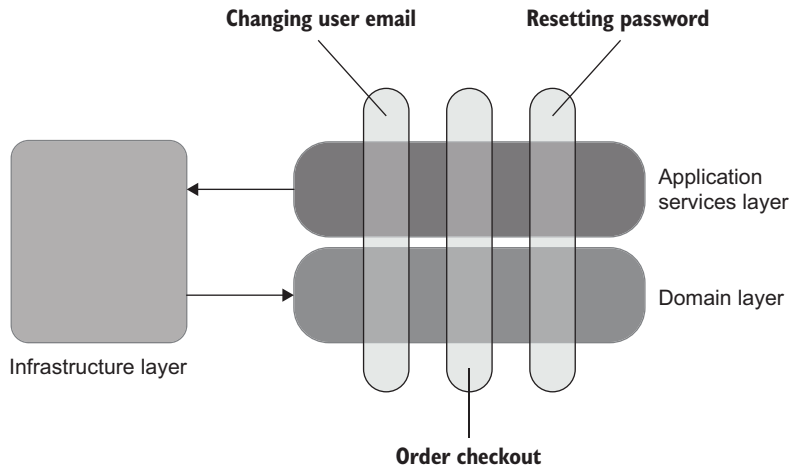 Changing user email
Resetting password
Application
services layer
Domain layer
Infrastructure layer
Order checkout